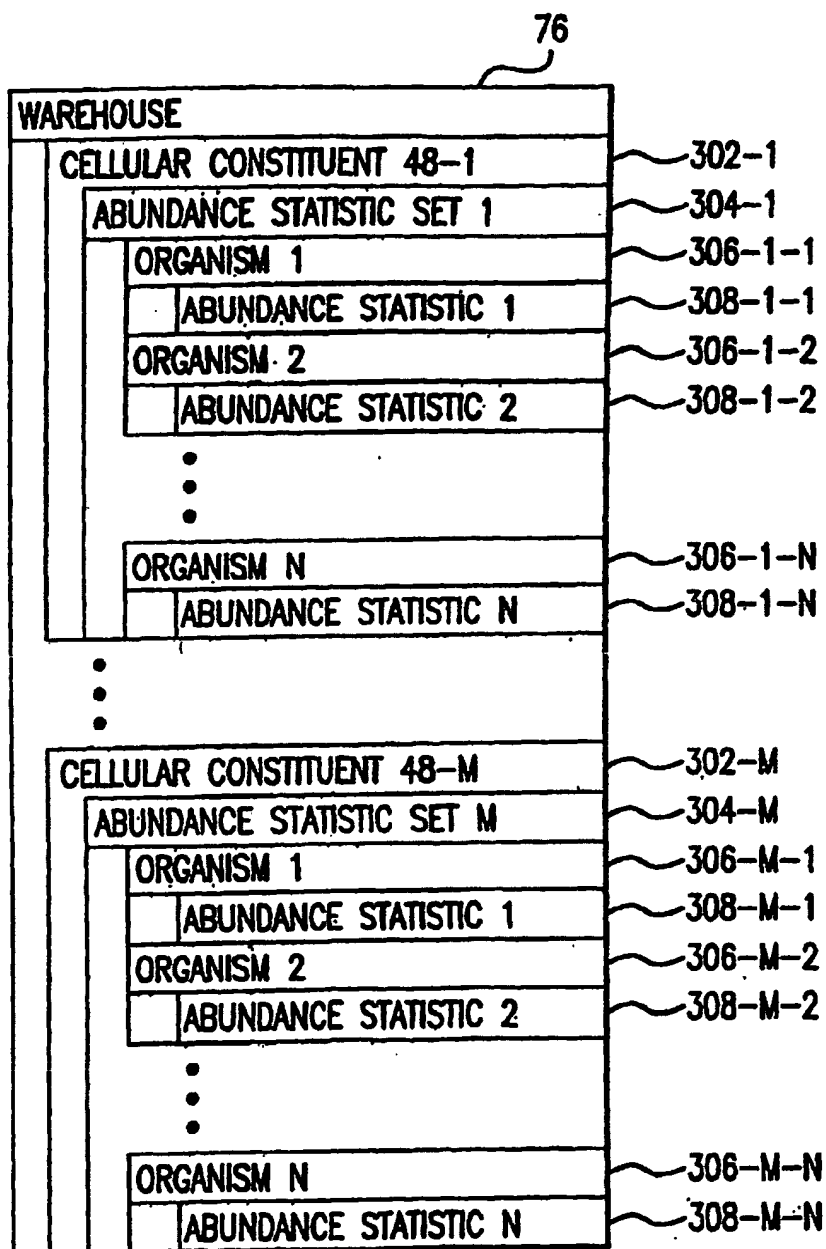 76
WAREHOUSE
CELLULAR CONSTITUENT 48-1 302-1
ABUNDANCE STATISTIC SET 1 304-1
ORGANISM 1 306-1-1
ABUNDANCE STATISTIC 1 308-1-1
ORGANISM 2 306-1-2
ABUNDANCE STATISTIC 2 308-1-2
ORGANISM N 306-1-N
ABUNDANCE STATISTIC N 308-1-N
CELLULAR CONSTITUENT 48-M 302-M
ABUNDANCE STATISTIC SET M 304-M
ORGANISM 1 306-M-1
ABUNDANCE STATISTIC 1 308-M-1
ORGANISM 2 306-M-2
ABUNDANCE STATISTIC 2 308-M-2
ORGANISM N 306-M-N
ABUNDANCE STATISTIC N 308-M-N